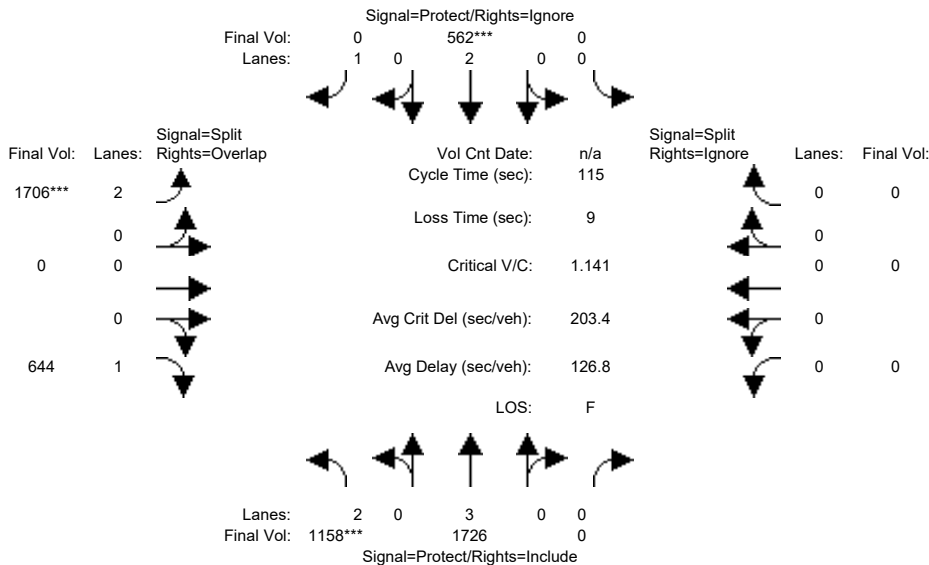 Signal=Protect/Rights=Ignore
Final Vol: 0 562*** 0
Lanes: 1 0 2 0 0
Signal=Split Signal=Split
Final Vol: Lanes: Rights=Overlap Vol Cnt Date: n/a Rights=Ignore Lanes: Final Vol:
Cycle Time (sec): 115
1706*** 2 0 0
Loss Time (sec): 9
0 0
0 0 Critical V/C: 1.141 0 0
0 Avg Crit Del (sec/veh): 203.4 0
644 1 Avg Delay (sec/veh): 126.8 0 0
LOS: F
Lanes: 2 0 3 0 0
Final Vol: 1158*** 1726 0
Signal=Protect/Rights=Include